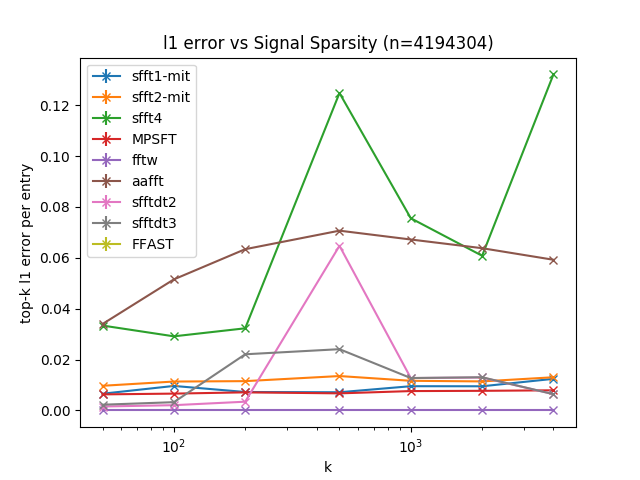 l1 error vs Signal Sparsity (n=4194304)
top-k l1 error per entry
0.12
0.10
0.08
0.06
0.04
0.02
0.00
sfft1-mit
sfft2-mit
sfft4
MPSFT
fftw
aafft
sfftdt2
sfftdt3
FFAST
10²
10³
k